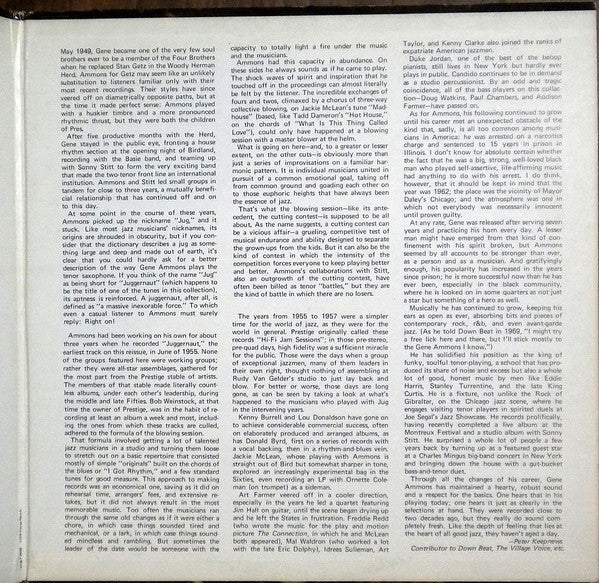 May 1949, Gene became one of the very few soul
brothers ever to be a member of the Four Brothers
when he replaced Stan Getz in the Woody Herman
Herd. Ammons for Getz may seem like an unlikely
substitution to listeners familiar only with their
most recent recordings. Their styles have since
veered off on diametrically opposite paths, but at
the time it made perfect sense: Ammons played
with a huskier timbre and a more pronounced
rhythmic thrust, but they were both the children
of Pres.
After five productive months with the Herd,
Gene stayed in the public eye, fronting a house
rhythm section at the opening night of Birdland,
recording with the Basie band, and teaming up
with Sonny Stitt to form the very exciting band
that made the two-tenor front line an international
institution. Ammons and Stitt led small groups in
tandem for close to three years, a mutually benefi-
cial relationship that has continued off and on
to this day.
At some point in the course of these years,
Ammons picked up the nickname "Jug," and it
stuck. Like most jazz musicians' nicknames, its
origins are shrouded in obscurity, but if you con-
sider that the dictionary describes a jug as some-
thing large and deep and made out of earth, it's
clear that you could hardly ask for a better
description of the way Gene Ammons plays the
tenor saxophone. If you think of the name "Jug"
as being short for "Juggernaut" (which happens to
be the title of one of the tunes in this collection),
its aptness is reinforced. A juggernaut, after all, is
defined as "a massive inexorable force." To which
even a casual listener to Ammons must surely
reply: Right on!
Ammons had been working on his own for about
three years when he recorded "Juggernaut," the
earliest track on this reissue, in June of 1955. None
of the groups featured here were working groups;
rather they were all-star assemblages, gathered for
the most part from the Prestige stable of artists.
The members of that stable made literally count-
less albums, under each other's leadership, during
the middle and late Fifties. Bob Weinstock, at that
time the owner of Prestige, was in the habit of re-
cording at least an album a week and most, includ-
ing the ones from which these tracks are culled,
adhered to the formula of the blowing session.
That formula involved getting a lot of talented
jazz musicians in a studio and turning them loose
to stretch out on a basic repertoire that consisted
mostly of simple "originals" built on the chords of
the blues or "I Got Rhythm," and a few standard
tunes for good measure. This approach to making
records was an economical one, saving as it did on
rehearsal time, arrangers' fees, and extensive re-
takes, but it did not always result in the most
memorable music. Too often the musicians ran
through the same old changes as if it were either a
chore, in which case things sounded tired and
mechanical, or a lark, in which case things sound-
ed mindless and rambling. But sometimes the
leader of the date would be someone with the
capacity to totally light a fire under the music
and the musicians.
Ammons had this capacity in abundance. On
these sides he always sounds as if he came to play.
The shock waves of spirit and inspiration that he
touched off in the proceedings can almost literally
be felt by the listener. The incredible exchanges of
fours and twos, climaxed by a chorus of three way
collective blowing, on Jackie McLean's tune "Mad-
house" (based, like Tadd Dameron's "Hot House,"
on the chords of "What Is This Thing Called
Love"), could only have happened at a blowing
session with a master blower at the helm.
What is going on here—and, to a greater or lesser
extent, on the other cuts—is obviously more than
just a series of improvisations on a familiar har-
monic pattern. It is individual musicians united in
pursuit of a common emotional goal, taking off
from common ground and goading each other on
to those euphoric heights that have always been
the essence of jazz.
That's what the blowing session—like its ante-
cedent, the cutting contest—is supposed to be all
about. As the name suggests, a cutting contest can
be a vicious affair—a grueling, competitive test of
musical endurance and ability designed to separate
the grown-ups from the kids. But it can also be the
kind of contest in which the intensity of the
competition forces everyone to keep playing better
and better. Ammons's collaborations with Stitt,
also an outgrowth of the cutting contest, have
often been billed as tenor "battles," but they are
the kind of battle in which there are no losers.
The years from 1955 to 1957 were a simpler
time for the world of jazz, as they were for the
world in general. Prestige originally called these
records "Hi-Fi Jam Sessions"; in those pre-stereo,
pre-quad days, high fidelity was a sufficient miracle
for the public. Those were the days when a group
of exceptional jazzmen, many of them leaders in
their own right, thought nothing of assembling at
Rudy Van Gelder's studio to just lay back and
blow. For better or worse, those days are long
gone, as can be seen by taking a look at what's
happened to the musicians who played with Jug
in the intervening years.
Kenny Burrell and Lou Donaldson have gone on
to achieve considerable commercial success, often
on elaborately produced and arranged albums, as
has Donald Byrd, first on a series of records with
a vocal backing, then in a rhythm-and-blues vein.
Jackie McLean, whose playing with Ammons is
straight out of Bird but somewhat sharper in tone,
explored an increasingly experimental bag in the
Sixties, even recording an LP with Ornette Cole-
man (on trumpet) as a sideman.
Art Farmer veered off in a cooler direction,
especially in the years he led a quartet featuring
Jim Hall on guitar, until the scene began drying up
and he left the States in frustration. Freddie Redd
(who wrote the music for the play and motion
picture The Connection, in which he and McLean
both appeared), Mal Waldron (who worked a lot
with the late Eric Dolphy), Idrees Sulieman, Art
Taylor, and Kenny Clarke also joined the ranks of
expatriate American jazzmen.
Duke Jordan, one of the best of the bebop
pianists, still lives in New York but hardly ever
plays in public. Candido continues to be in demand
as a studio percussionist. By an odd and tragic
coincidence, all of the bass players on this collec-
tion—Doug Watkins, Paul Chambers, and Addison
Farmer—have passed on.
As for Ammons, his following continued to grow
until his career met an unexpected obstacle of the
kind that, sadly, is all too common among musi-
cians in America: he was arrested on a narcotics
charge and sentenced to 15 years in prison in
Illinois. I don't know for absolute certain whether
the fact that he was a big, strong, well-loved black
man who played self-assertive, life-affirming music
had anything to do with his arrest. I do think,
however, that it should be kept in mind that the
year was 1962; the place was the vicinity of Mayor
Daley's Chicago; and the atmosphere was one in
which not everybody was necessarily innocent
until proven guilty.
At any rate, Gene was released after serving seven
years and practicing his horn every day. A lesser
man might have emerged from that kind of con-
finement with his spirit broken, but Ammons
seemed by all accounts to be stronger than ever,
as a person and as a musician. And gratifyingly
enough, his popularity has increased in the years
since prison; he is more successful now than he has
ever been, especially in the black community,
where he is looked on in some quarters as not just
a star but something of a hero as well.
Musically he has continued to grow, keeping his
ears as open as ever, absorbing bits and pieces of
contemporary rock, r&b, and even avant-garde
jazz. (As he told Down Beat in 1969, "I might try
a free lick here and there, but I'll stick mostly to
the Gene Ammons I know.")
He has solidified his position as the king of
funky, soulful tenor-playing, a school that has pro-
duced its share of noise and excess but also a whole
lot of good, honest music by men like Eddie
Harris, Stanley Turrentine, and the late King
Curtis. He is a fixture, not unlike the Rock of
Gibraltar, on the Chicago jazz scene, where he
engages visiting tenor players in spirited duels at
Joe Segal's Jazz Showcase. He records prolifically,
having recently completed a live album at the
Montreux Festival and a studio album with Sonny
Stitt. He surprised a whole lot of people a few
years back by turning up as a featured guest star
at a Charles Mingus big-band concert in New York
and bringing down the house with a gut-bucket
bass-and-tenor duet.
Through all the changes of his career, Gene
Ammons has maintained a hearty, robust sound
and a respect for the basics. One hears that in his
playing today; one hears it just as clearly in the
selections at hand. They were recorded close to
two decades ago, but they really do sound com-
pletely fresh. Like the depth of feeling that lies at
the heart of all good jazz, they haven't aged a day.
—Peter Keepnews
Contributor to Down Beat, The Village Voice, etc.